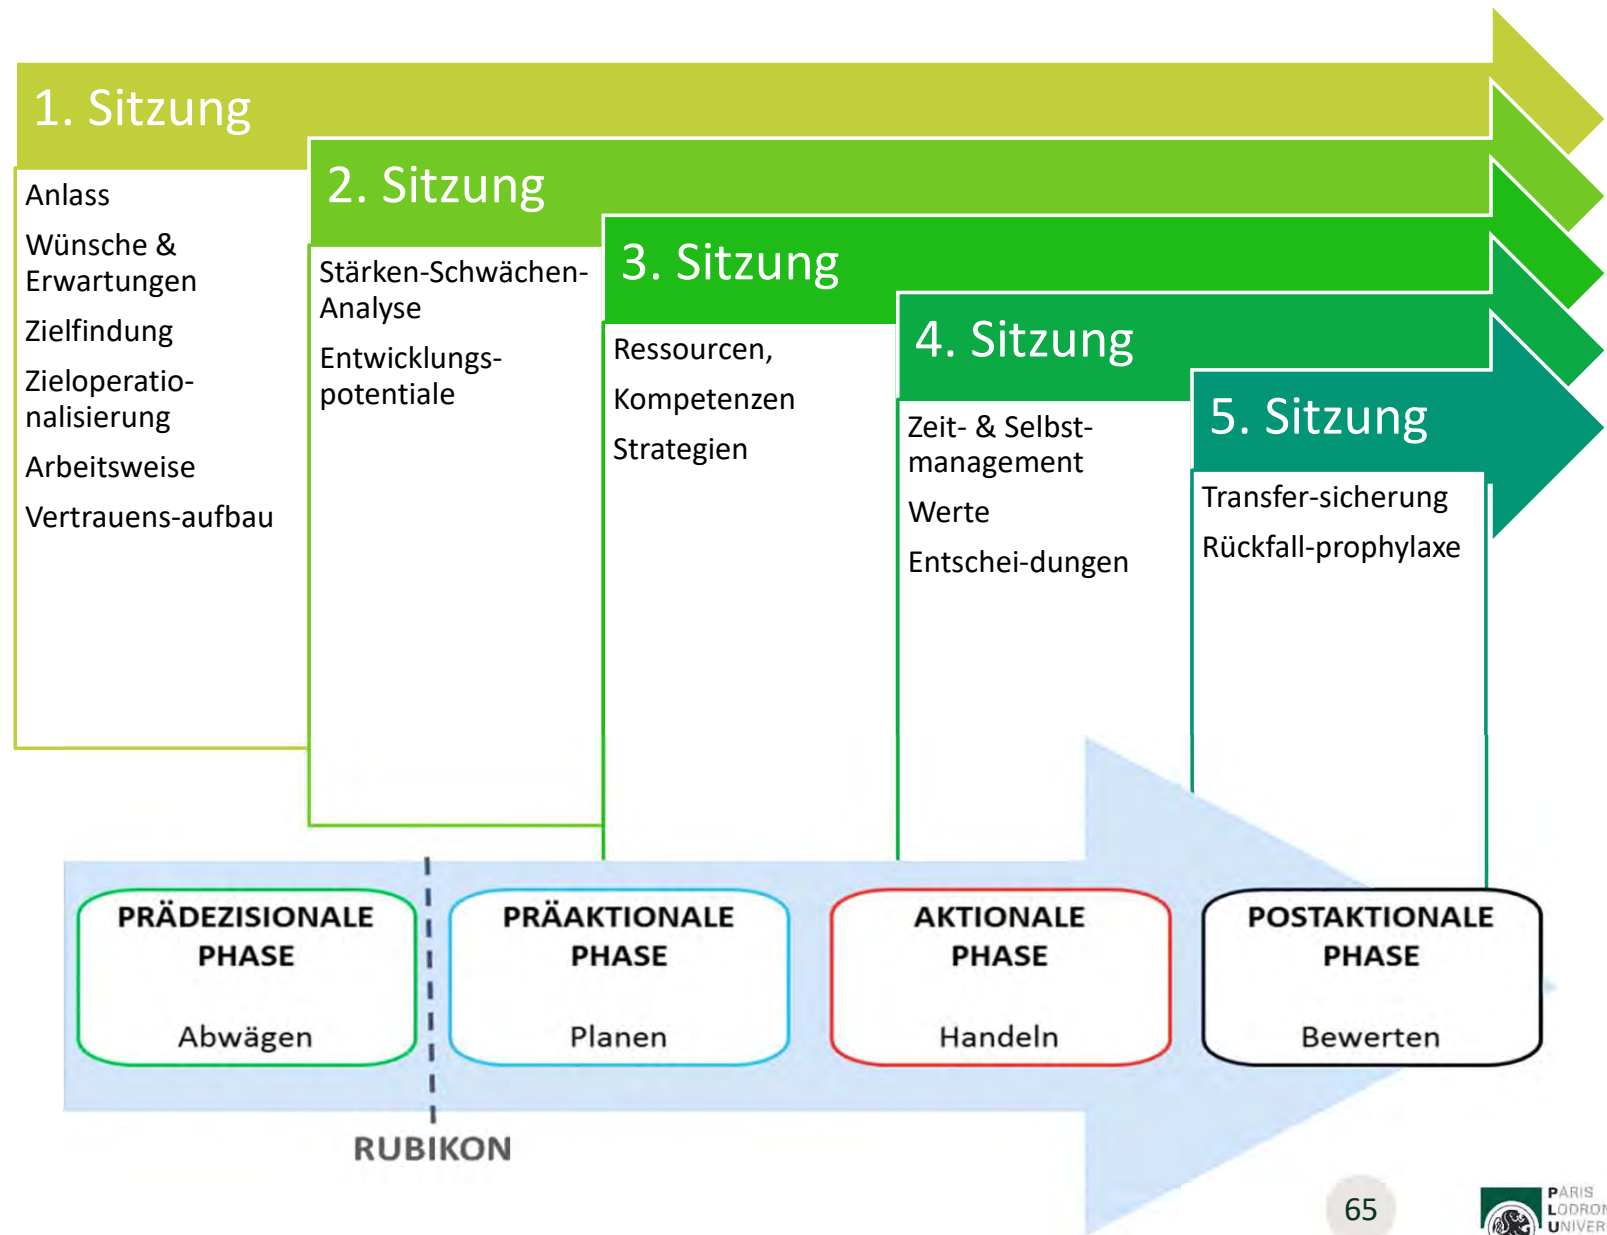 1. Sitzung
Anlass
Wünsche &
Erwartungen
Zielfindung
Zieloperatio-
nalisierung
Arbeitsweise
Vertrauens-aufbau
2. Sitzung
Stärken-Schwächen-
Analyse
Entwicklungs-
potentiale
3. Sitzung
Ressourcen,
Kompetenzen
Strategien
4. Sitzung
Zeit- & Selbst-
management
Werte
Entschei-dungen
5. Sitzung
Transfer-sicherung
Rückfall-prophylaxe
PRÄDEZISIONALE
PHASE
Abwägen
PRÄAKTIONALE
PHASE
Planen
AKTIONALE
PHASE
Handeln
POSTAKTIONALE
PHASE
Bewerten
RUBIKON
65
PARIS
LODRON
UNIVER